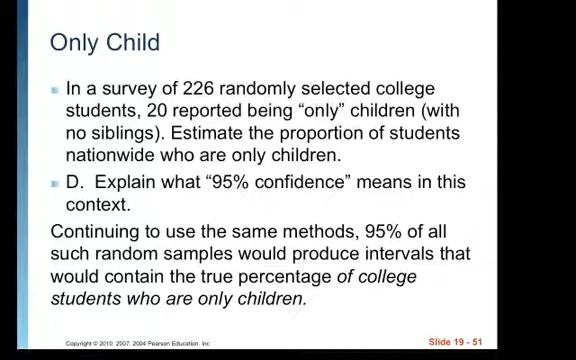 Only Child
In a survey of 226 randomly selected college
students, 20 reported being “only” children (with
no siblings). Estimate the proportion of students
nationwide who are only children.
D. Explain what “95% confidence” means in this
context.
Continuing to use the same methods, 95% of all
such random samples would produce intervals that
would contain the true percentage of college
students who are only children.
Copyright © 2010, 2007, 2004 Pearson Education, Inc.
Slide 19 - 51